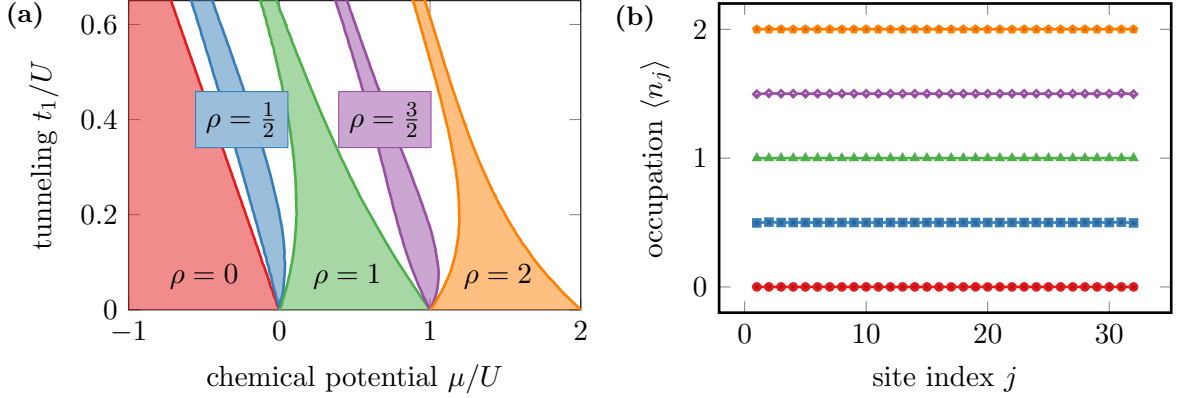 (a)
tunneling t₁/U
0.6
0.4
0.2
0
ρ = 1/2
ρ = 3/2
ρ = 0
ρ = 1
ρ = 2
−1
0
1
2
chemical potential μ/U
(b)
occupation ⟨nⱼ⟩
2
1
0
0
10
20
30
site index j